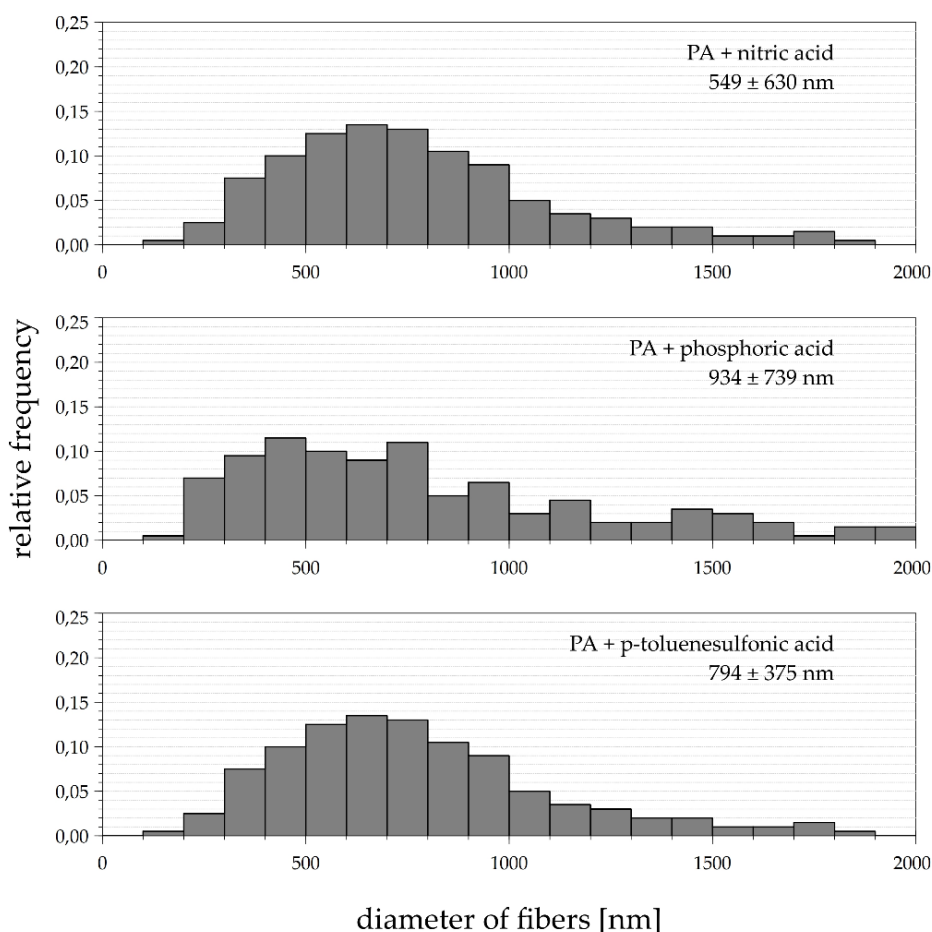 0,25
PA + nitric acid
0,20
549 ± 630 nm
0,15
0,10
0,05
0,00
0 500 1000 1500 2000
relative frequency
0,25
PA + phosphoric acid
0,20
934 ± 739 nm
0,15
0,10
0,05
0,00
0 500 1000 1500 2000
0,25
PA + p-toluenesulfonic acid
0,20
794 ± 375 nm
0,15
0,10
0,05
0,00
0 500 1000 1500 2000
diameter of fibers [nm]